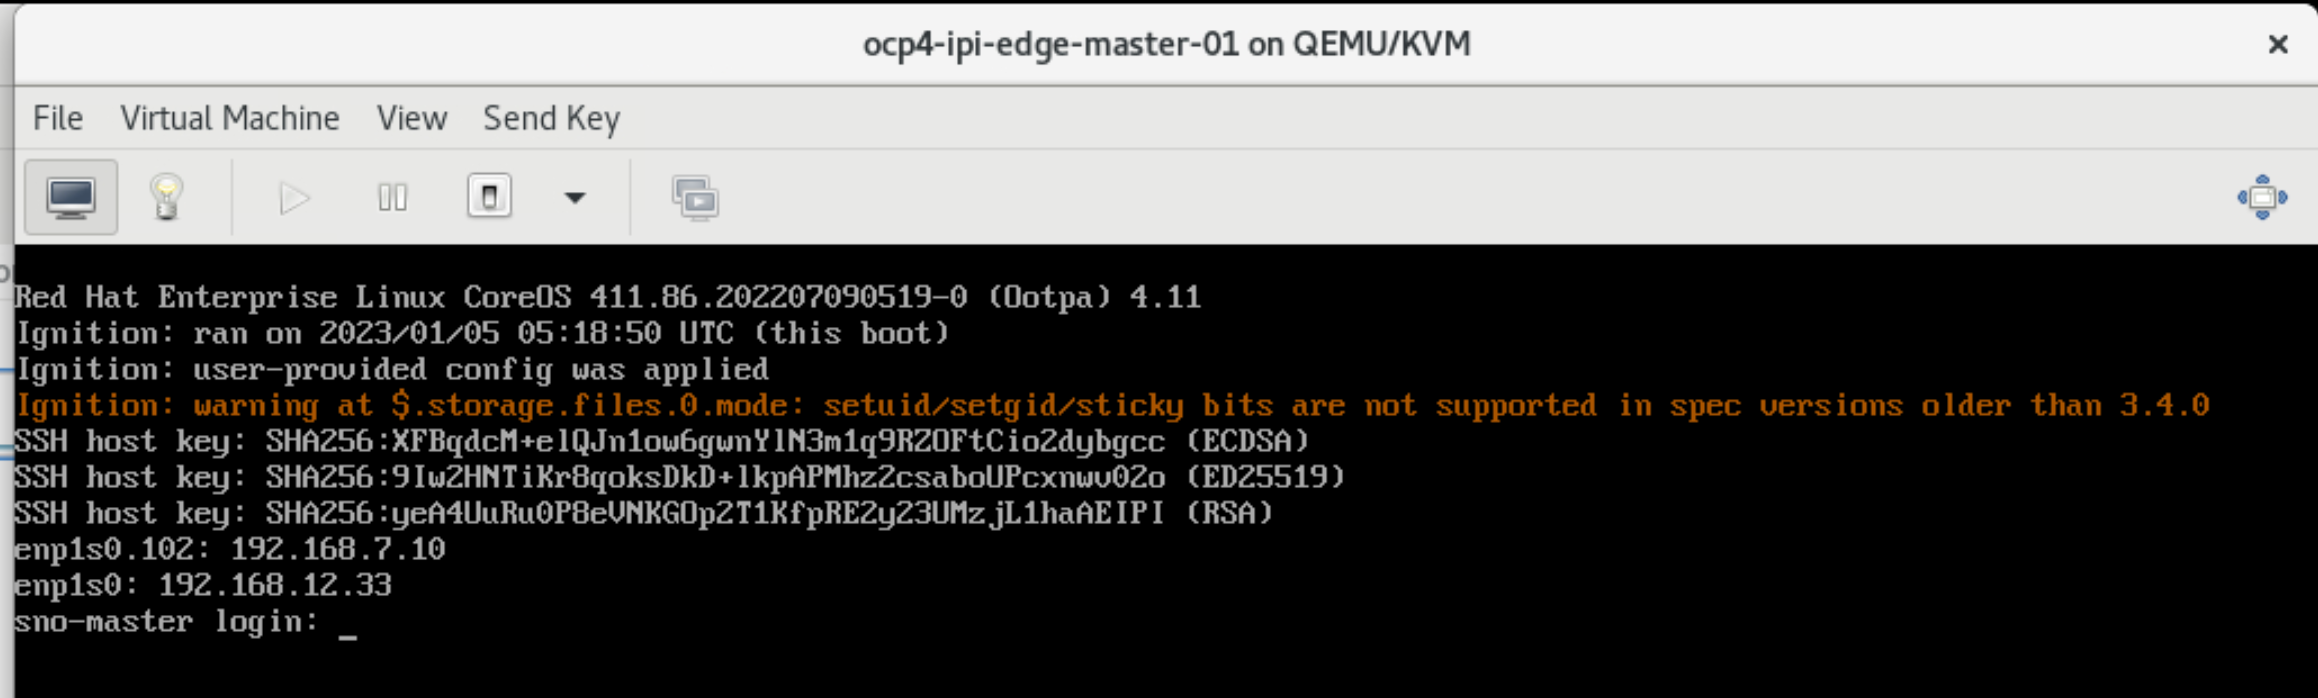 ocp4-ipi-edge-master-01 on QEMU/KVM
File Virtual Machine View Send Key
Red Hat Enterprise Linux CoreOS 411.86.202207090519-0 (Ootpa) 4.11
Ignition: ran on 2023/01/05 05:18:50 UTC (this boot)
Ignition: user-provided config was applied
Ignition: warning at $.storage.files.0.mode: setuid/setgid/sticky bits are not supported in spec versions older than 3.4.0
SSH host key: SHA256:XFBqdcM+elQJn1ow6gwnYlN3m1q9RZOFtCio2dybgcc (ECDSA)
SSH host key: SHA256:9Iw2HNTiKr8qoksDkD+lkpAPMhz2csaboUPcxnwv02o (ED25519)
SSH host key: SHA256:yeA4UuRu0P8eVNKGOp2T1KfpRE2y23UMzjL1haAEIPI (RSA)
enp1s0.102: 192.168.7.10
enp1s0: 192.168.12.33
sno-master login: _